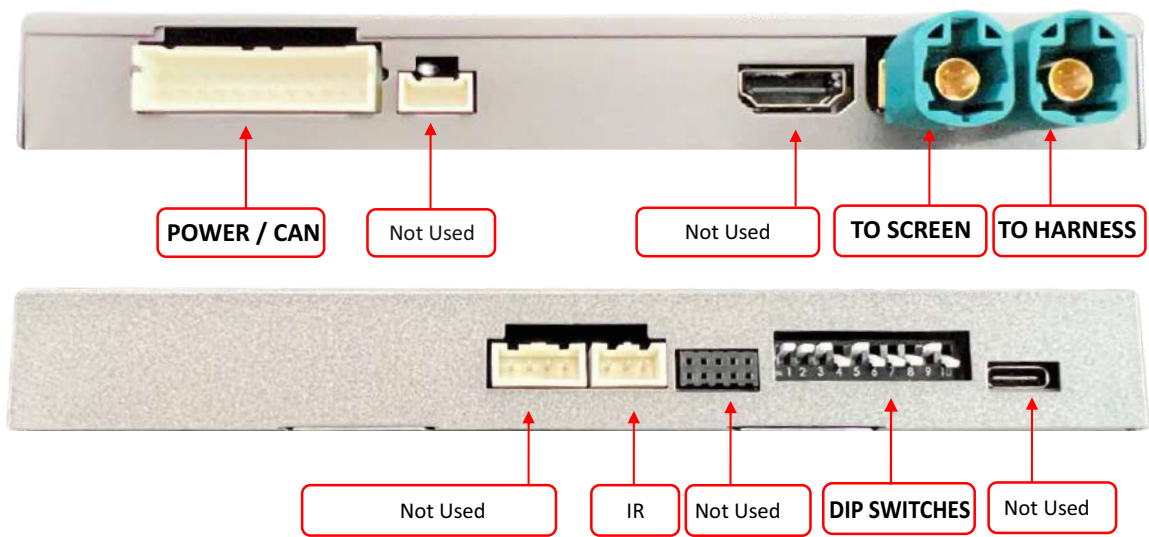 POWER / CAN
Not Used
Not Used
TO SCREEN
TO HARNESS
1 2 3 4 5 6 7 8 9 10
Not Used
IR
Not Used
DIP SWITCHES
Not Used